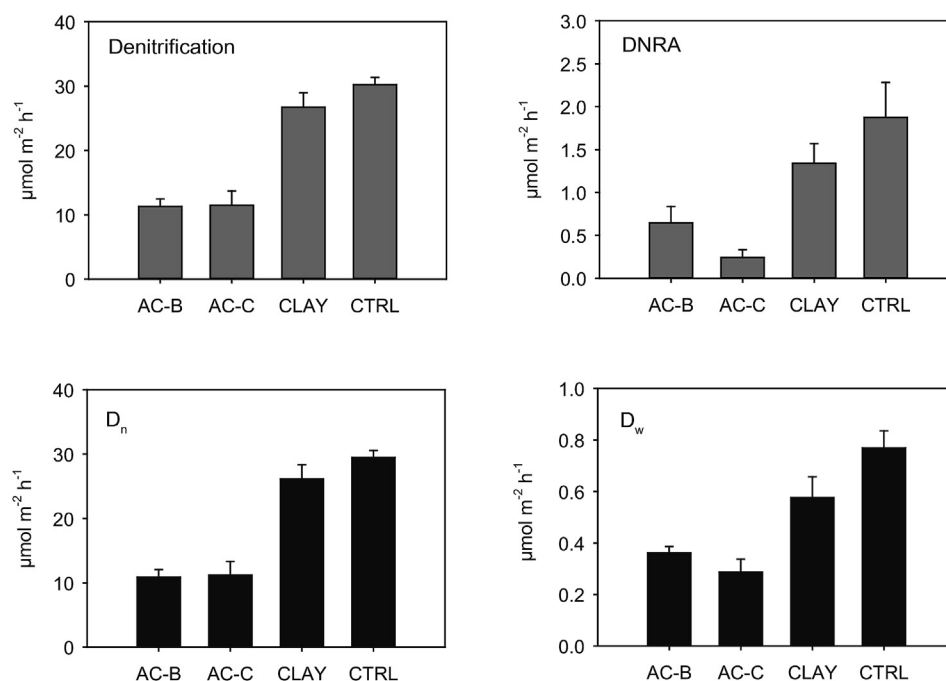 Denitrification
µmol m⁻² h⁻¹
40
30
20
10
0
AC-B AC-C CLAY CTRL
DNRA
µmol m⁻² h⁻¹
3.0
2.5
2.0
1.5
1.0
0.5
0.0
AC-B AC-C CLAY CTRL
Dₙ
µmol m⁻² h⁻¹
40
30
20
10
0
AC-B AC-C CLAY CTRL
D_w
µmol m⁻² h⁻¹
1.0
0.8
0.6
0.4
0.2
0.0
AC-B AC-C CLAY CTRL